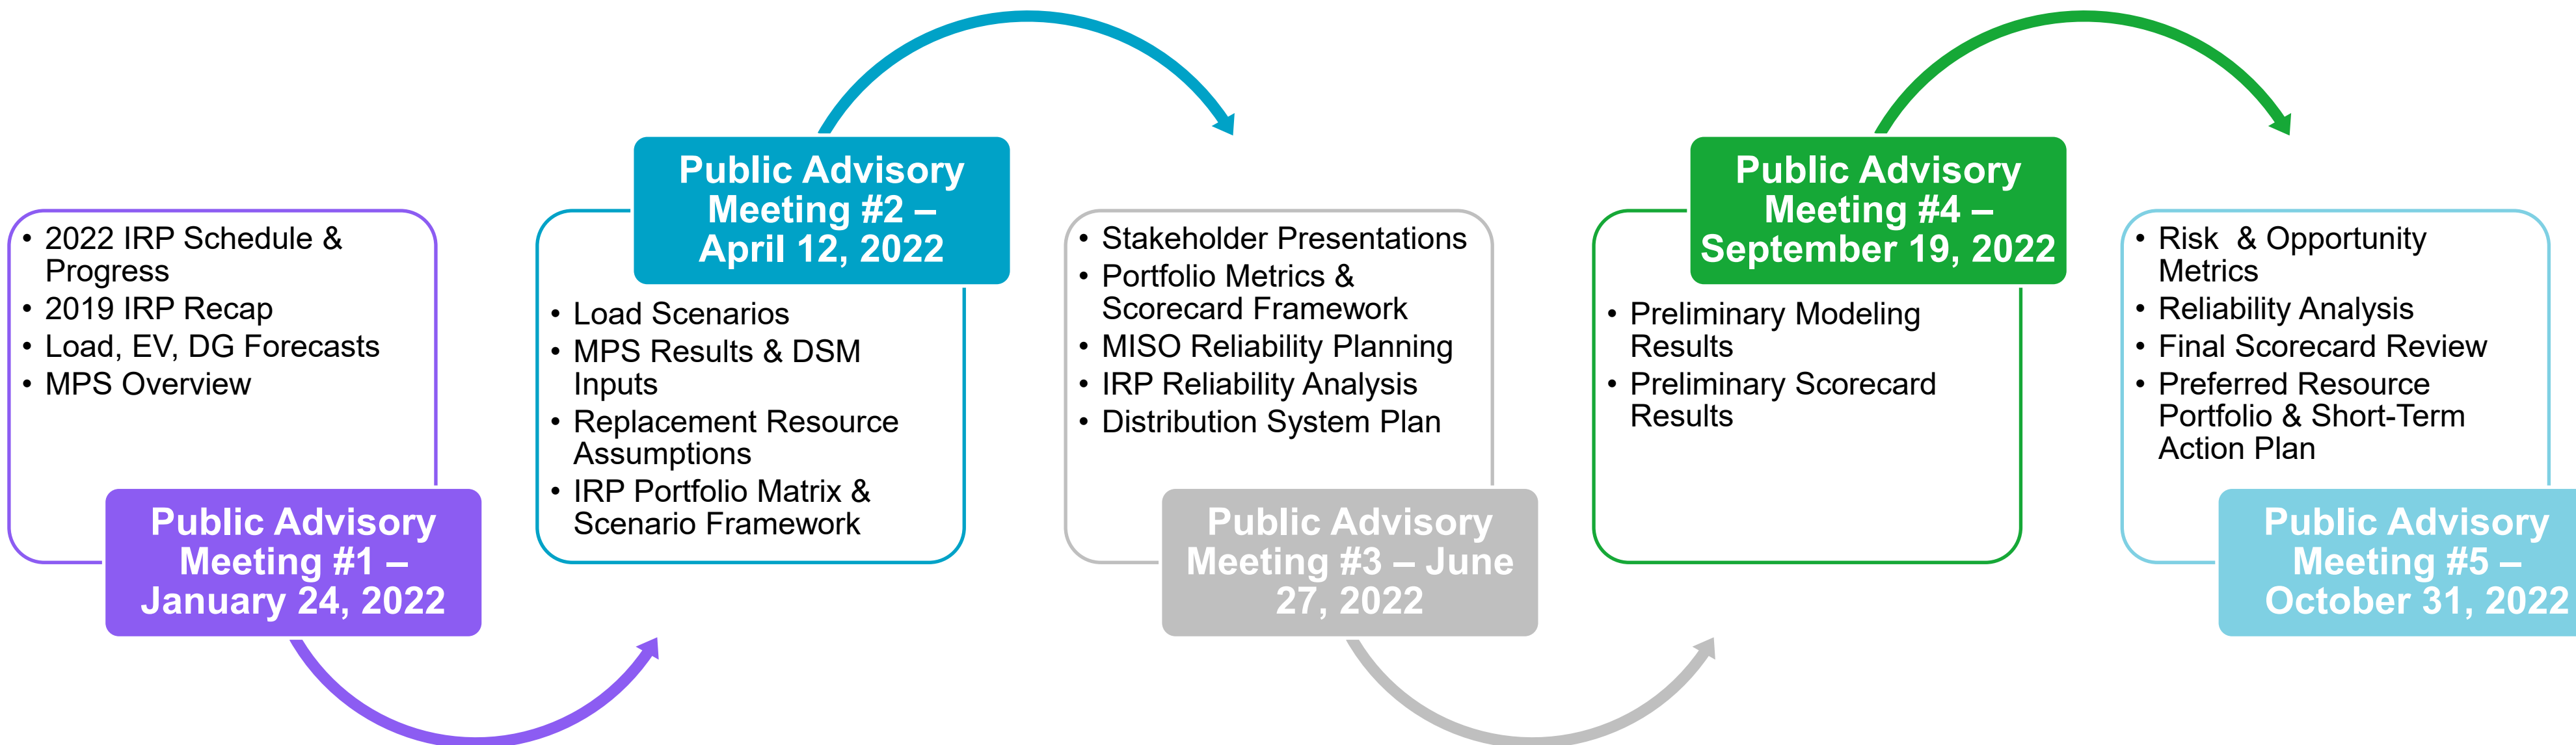 • 2022 IRP Schedule &
Progress
• 2019 IRP Recap
• Load, EV, DG Forecasts
• MPS Overview
Public Advisory
Meeting #1 –
January 24, 2022
Public Advisory
Meeting #2 –
April 12, 2022
• Load Scenarios
• MPS Results & DSM
Inputs
• Replacement Resource
Assumptions
• IRP Portfolio Matrix &
Scenario Framework
• Stakeholder Presentations
• Portfolio Metrics &
Scorecard Framework
• MISO Reliability Planning
• IRP Reliability Analysis
• Distribution System Plan
Public Advisory
Meeting #3 – June
27, 2022
Public Advisory
Meeting #4 –
September 19, 2022
• Preliminary Modeling
Results
• Preliminary Scorecard
Results
• Risk  & Opportunity
Metrics
• Reliability Analysis
• Final Scorecard Review
• Preferred Resource
Portfolio & Short-Term
Action Plan
Public Advisory
Meeting #5 –
October 31, 2022